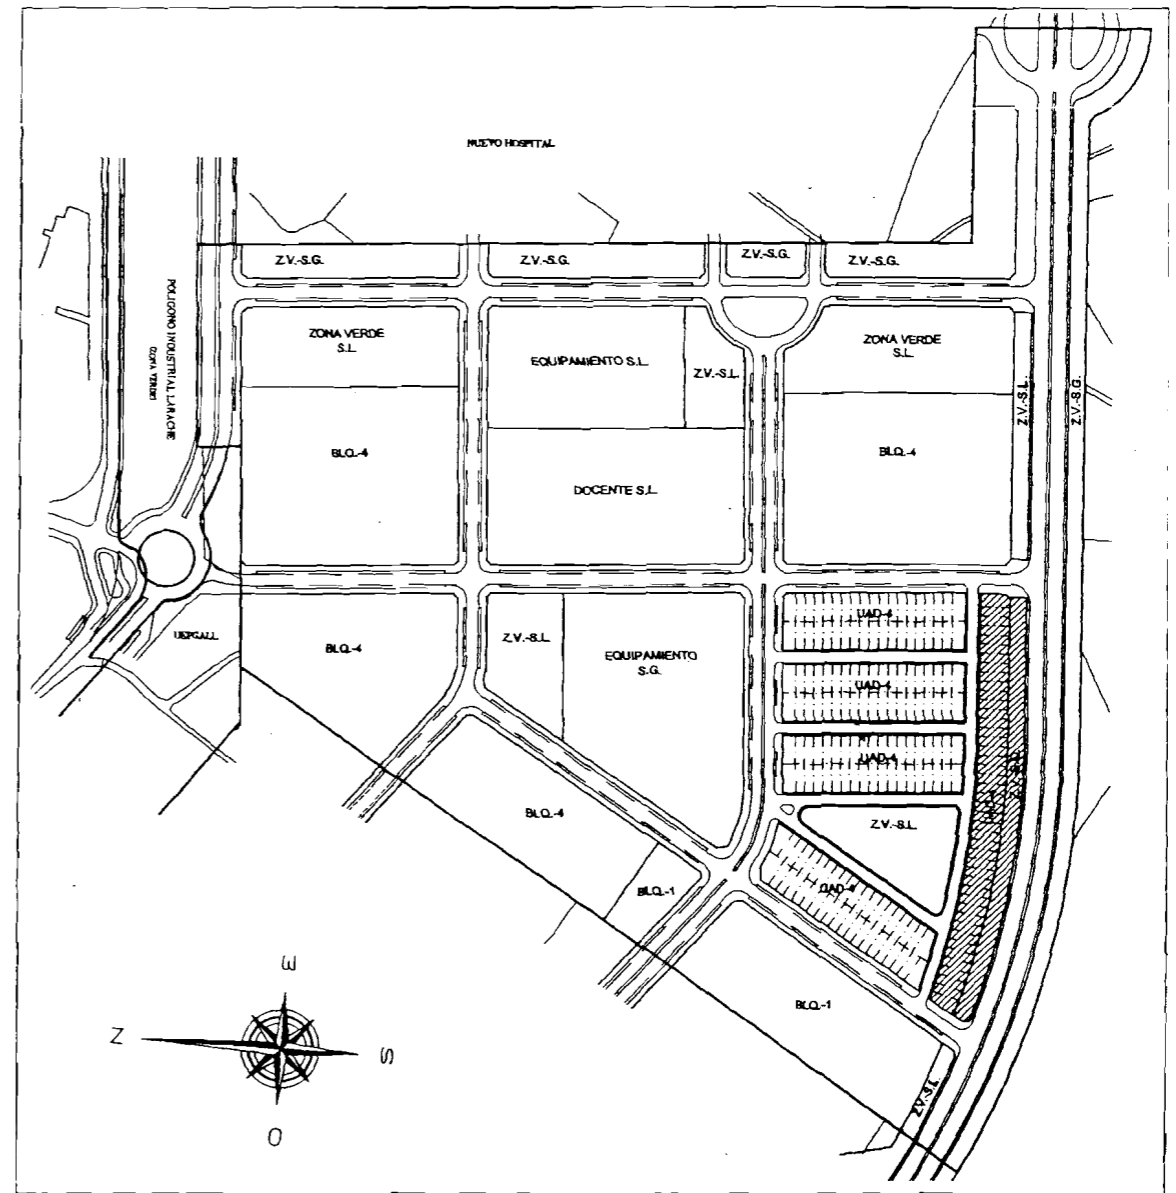 NUEVO HOSPITAL
Z.V.-S.G.
Z.V.-S.G.
Z.V.-S.G.
Z.V.-S.G.
POLIGONO INDUSTRIAL LARACHE
ZONA VERDE
S.L.
EQUIPAMIENTO S.L.
Z.V.-S.L.
ZONA VERDE
S.L.
Z.V.-S.L.
Z.V.-S.G.
BLQ.-4
DOCENTE S.L.
BLQ.-4
UAD-4
BLQ.-4
Z.V.-S.L.
EQUIPAMIENTO
S.G.
UAD-4
UAD-4
BLQ.-4
Z.V.-S.L.
BLQ.-1
UAD-4
BLQ.-1
Z.V.-S.L.
E
N
S
O